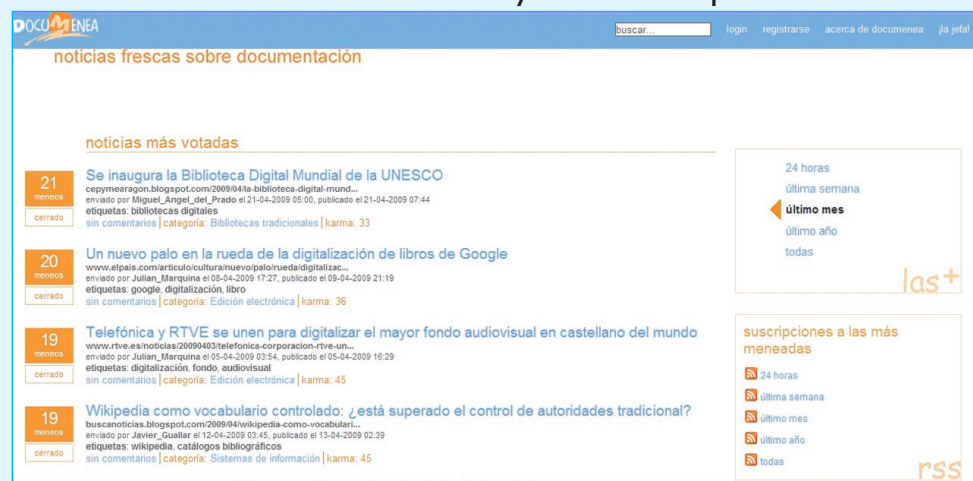 DOCUMENEA
buscar... login registrarse acerca de documenea ¡la jefa!
noticias frescas sobre documentación
noticias más votadas
21
meneos
cerrado
Se inaugura la Biblioteca Digital Mundial de la UNESCO
cepymearagon.blogspot.com/2009/04/la-biblioteca-digital-mund...
enviado por Miguel_Angel_del_Prado el 21-04-2009 05:00, publicado el 21-04-2009 07:44
etiquetas: bibliotecas digitales
sin comentarios | categoría: Bibliotecas tradicionales | karma: 33
20
meneos
cerrado
Un nuevo palo en la rueda de la digitalización de libros de Google
www.elpais.com/articulo/cultura/nuevo/palo/rueda/digitalizac...
enviado por Julian_Marquina el 08-04-2009 17:27, publicado el 09-04-2009 21:19
etiquetas: google, digitalización, libro
sin comentarios | categoría: Edición electrónica | karma: 36
19
meneos
cerrado
Telefónica y RTVE se unen para digitalizar el mayor fondo audiovisual en castellano del mundo
www.rtve.es/noticias/20090403/telefonica-corporacion-rtve-un...
enviado por Julian_Marquina el 05-04-2009 03:54, publicado el 05-04-2009 16:29
etiquetas: digitalización, fondo, audiovisual
sin comentarios | categoría: Edición electrónica | karma: 45
19
meneos
cerrado
Wikipedia como vocabulario controlado: ¿está superado el control de autoridades tradicional?
buscanoticias.blogspot.com/2009/04/wikipedia-como-vocabulari...
enviado por Javier_Guallar el 12-04-2009 03:45, publicado el 13-04-2009 02:39
etiquetas: wikipedia, catálogos bibliográficos
sin comentarios | categoría: Sistemas de información | karma: 45
24 horas
última semana
último mes
último año
todas
las+
suscripciones a las más
meneadas
24 horas
última semana
último mes
último año
todas
rss